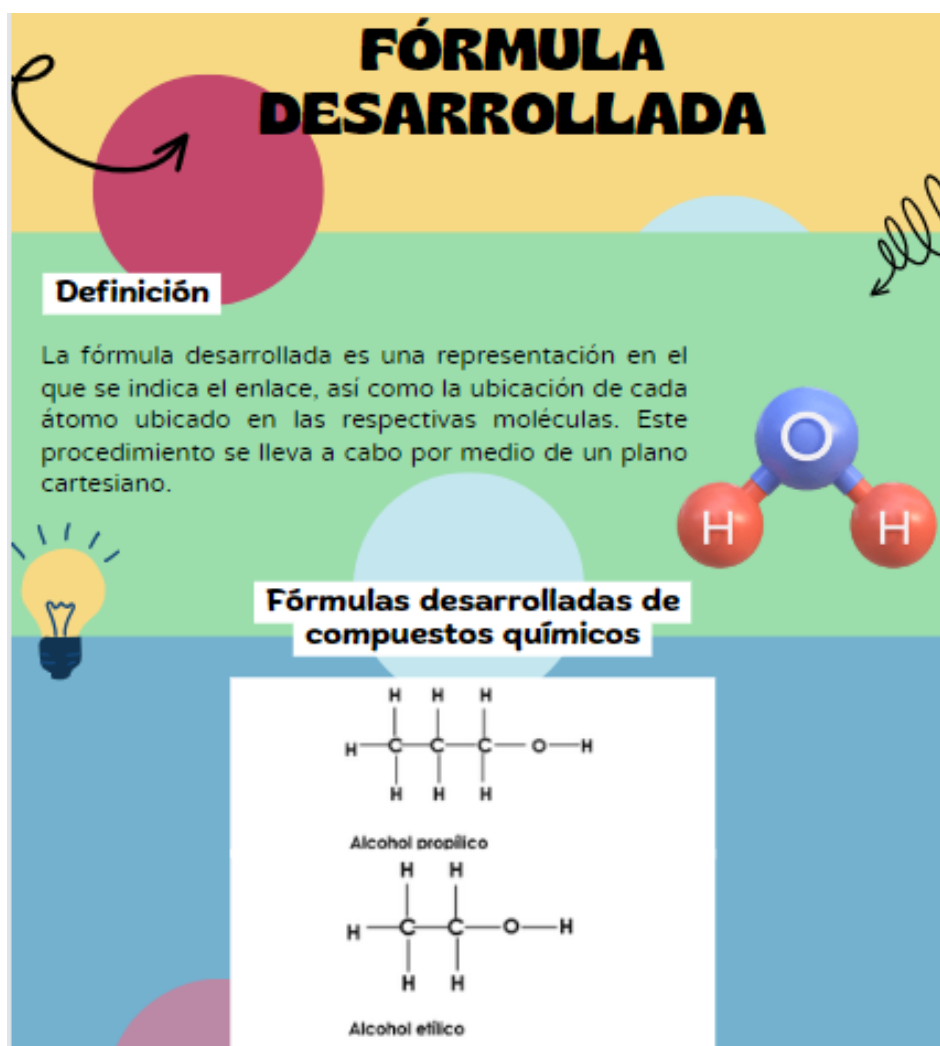 FÓRMULA
DESARROLLADA
Definición
La fórmula desarrollada es una representación en el
que se indica el enlace, así como la ubicación de cada
átomo ubicado en las respectivas moléculas. Este
procedimiento se lleva a cabo por medio de un plano
cartesiano.
O
H H
Fórmulas desarrolladas de
compuestos químicos
H H H
H C C C O H
H H H
Alcohol propílico
H H
H C C O H
H H
Alcohol etílico